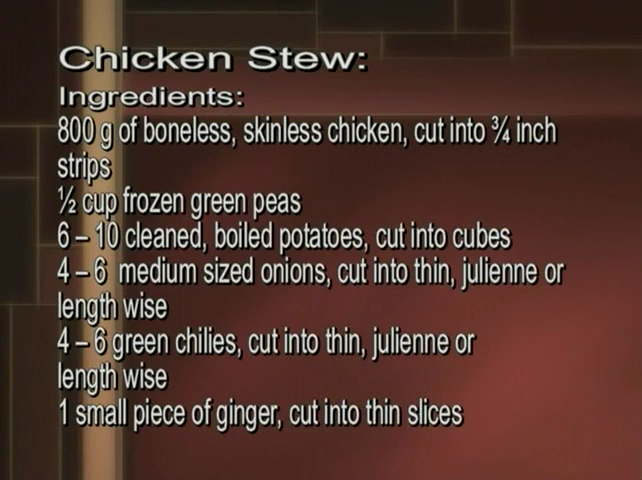 Chicken Stew:
Ingredients:
800 g of boneless, skinless chicken, cut into ¾ inch
strips
½ cup frozen green peas
6 – 10 cleaned, boiled potatoes, cut into cubes
4 – 6  medium sized onions, cut into thin, julienne or
length wise
4 – 6 green chilies, cut into thin, julienne or
length wise
1 small piece of ginger, cut into thin slices